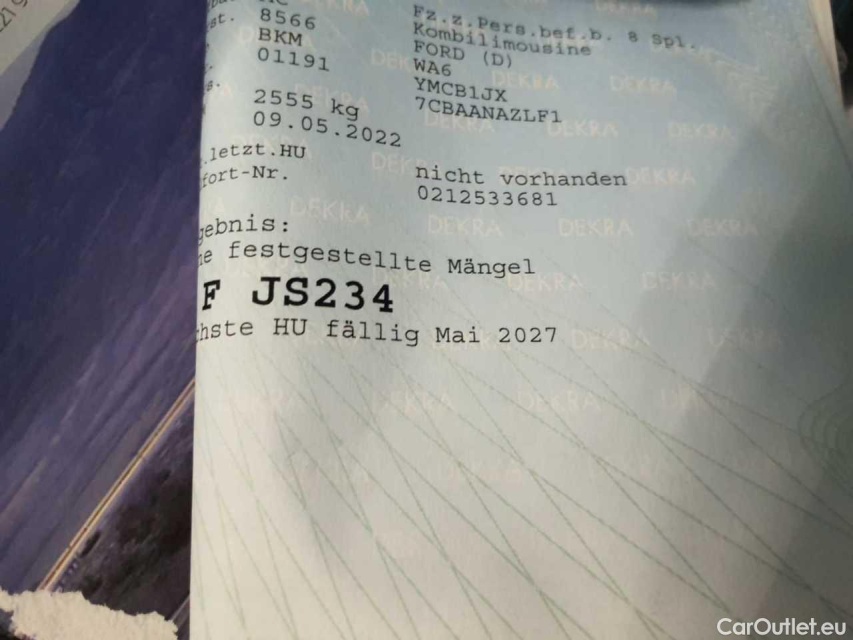 8566
BKM
01191
2555 kg
09.05.2022
Fz.z.Pers.bef.b. 8 Spl.
Kombilimousine
FORD (D)
WA6
YMCB1JX
7CBAANAZLF1
.letzt.HU
fort-Nr. nicht vorhanden
0212533681
gebnis:
e festgestellte Mängel
F JS234
hste HU fällig Mai 2027
DEKRA
CarOutlet.eu